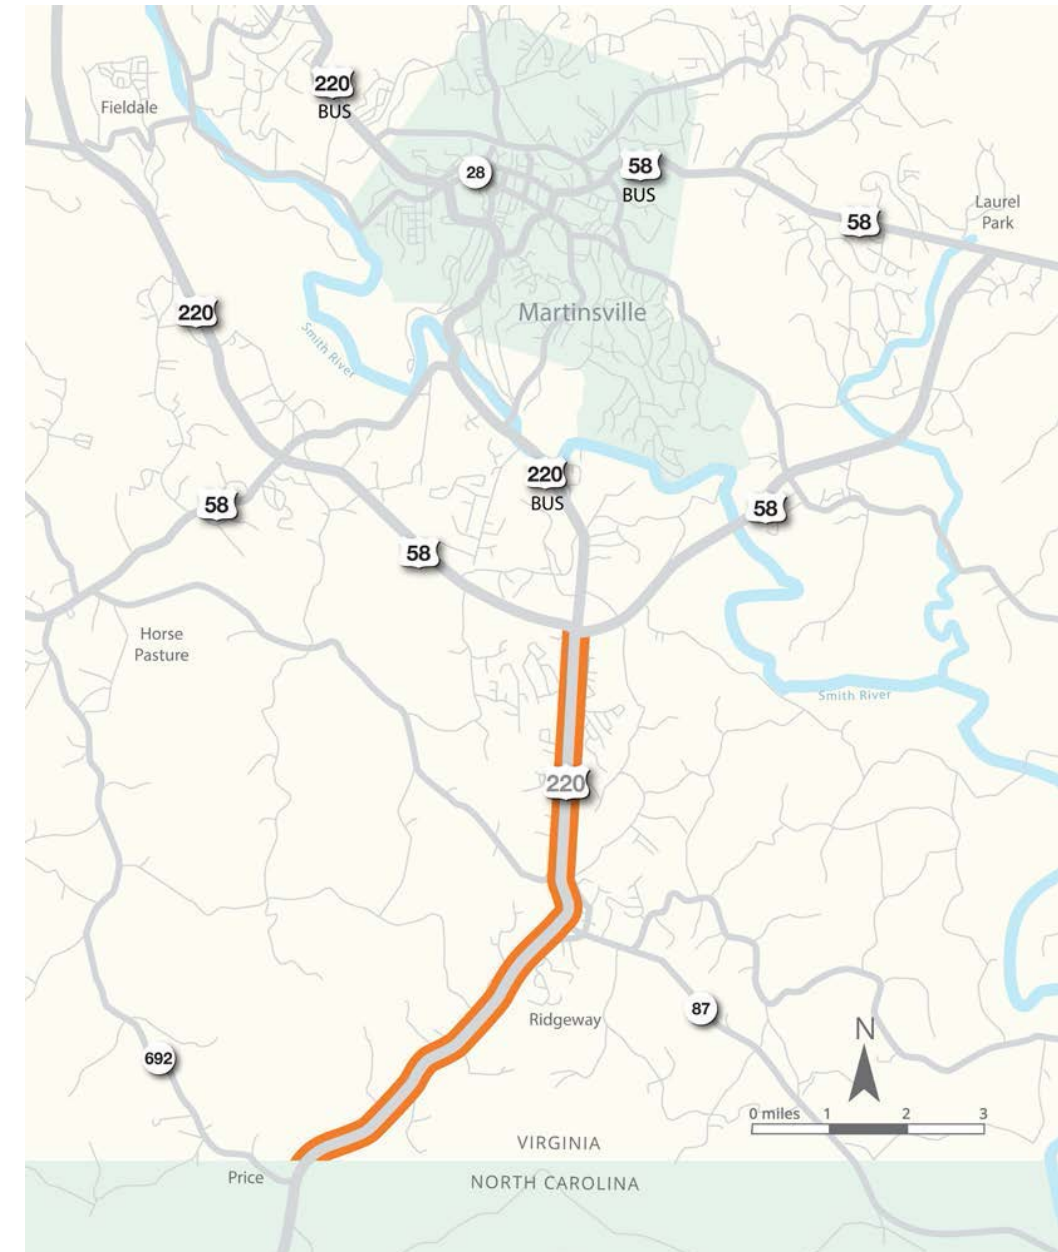 220
BUS
Fieldale
28
58
BUS
Laurel
Park
58
220
Martinsville
Smith River
220
BUS
58
58
58
Horse
Pasture
Smith River
220
Ridgeway
87
N
692
0 miles 1 2 3
VIRGINIA
Price
NORTH CAROLINA